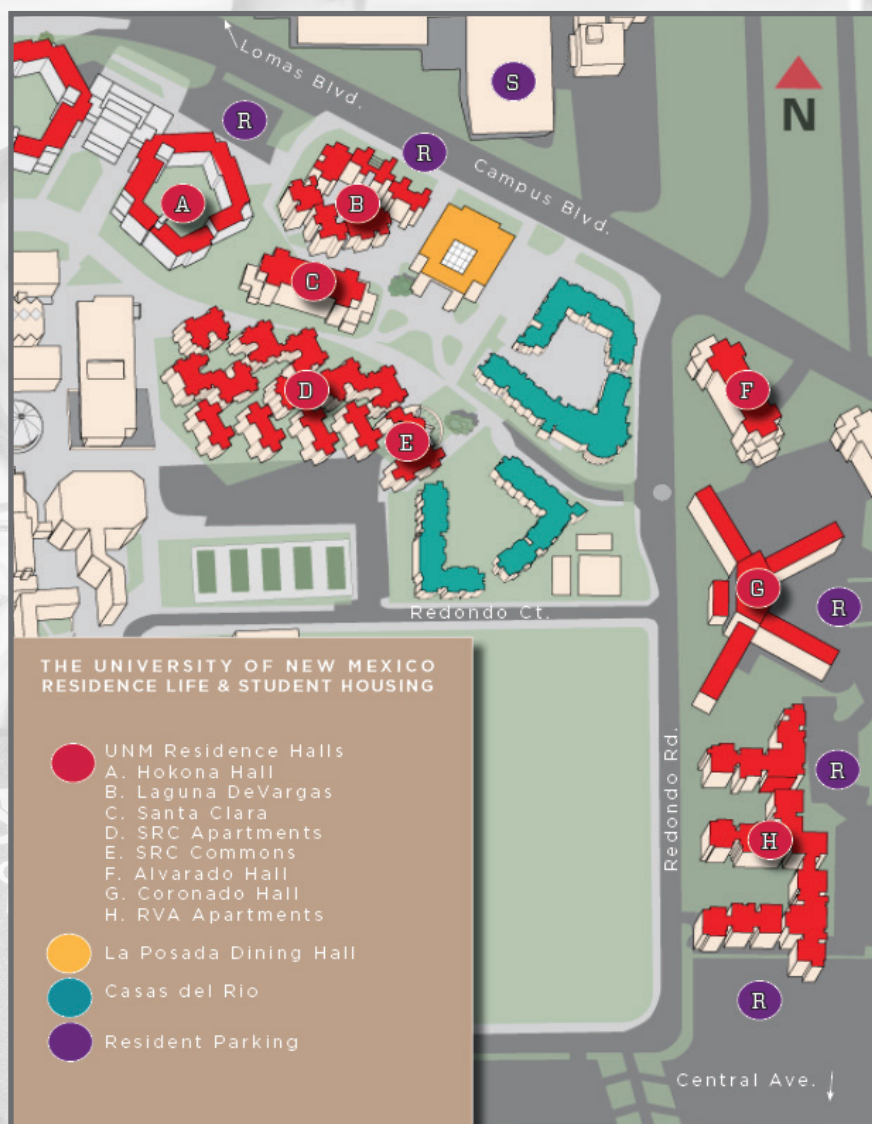 Lomas Blvd.
S
R
N
R
Campus Blvd.
A
B
C
F
D
E
G
R
Redondo Ct.
THE UNIVERSITY OF NEW MEXICO
RESIDENCE LIFE & STUDENT HOUSING
UNM Residence Halls
A. Hokona Hall
B. Laguna DeVargas
C. Santa Clara
D. SRC Apartments
E. SRC Commons
F. Alvarado Hall
G. Coronado Hall
H. RVA Apartments
La Posada Dining Hall
Casas del Rio
Resident Parking
Redondo Rd.
R
H
R
Central Ave.